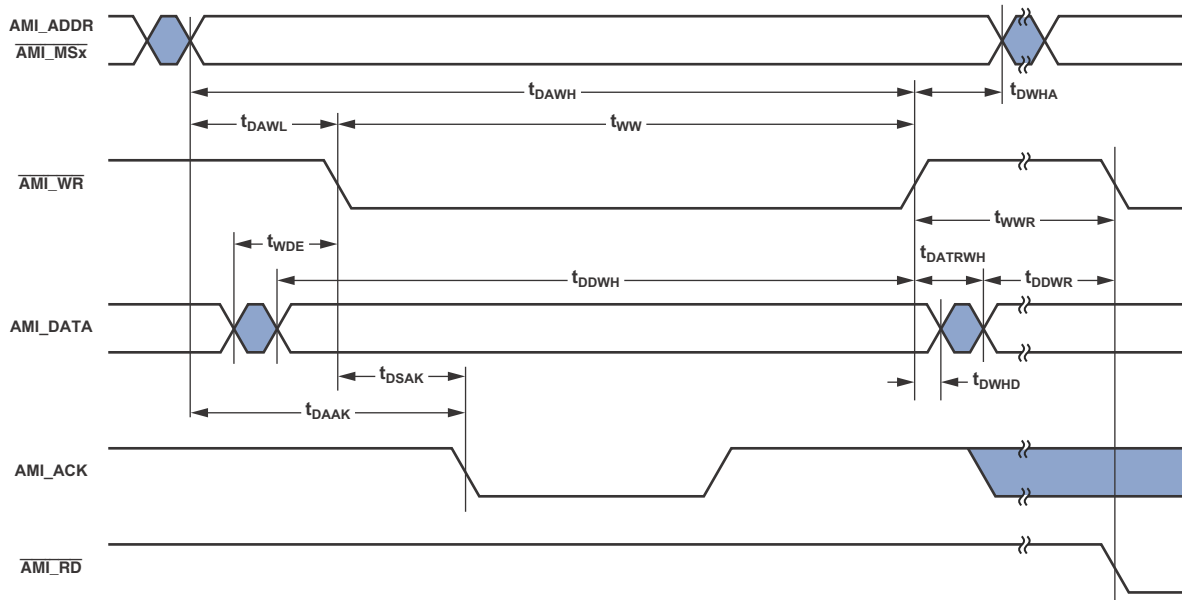 AMI_ADDR
AMI_MSx
tDAWH
tDWHA
tDAWL
tWW
AMI_WR
tWWR
tWDE
tDATRWH
tDDWH
tDDWR
AMI_DATA
tDSAK
tDWHD
tDAAK
AMI_ACK
AMI_RD